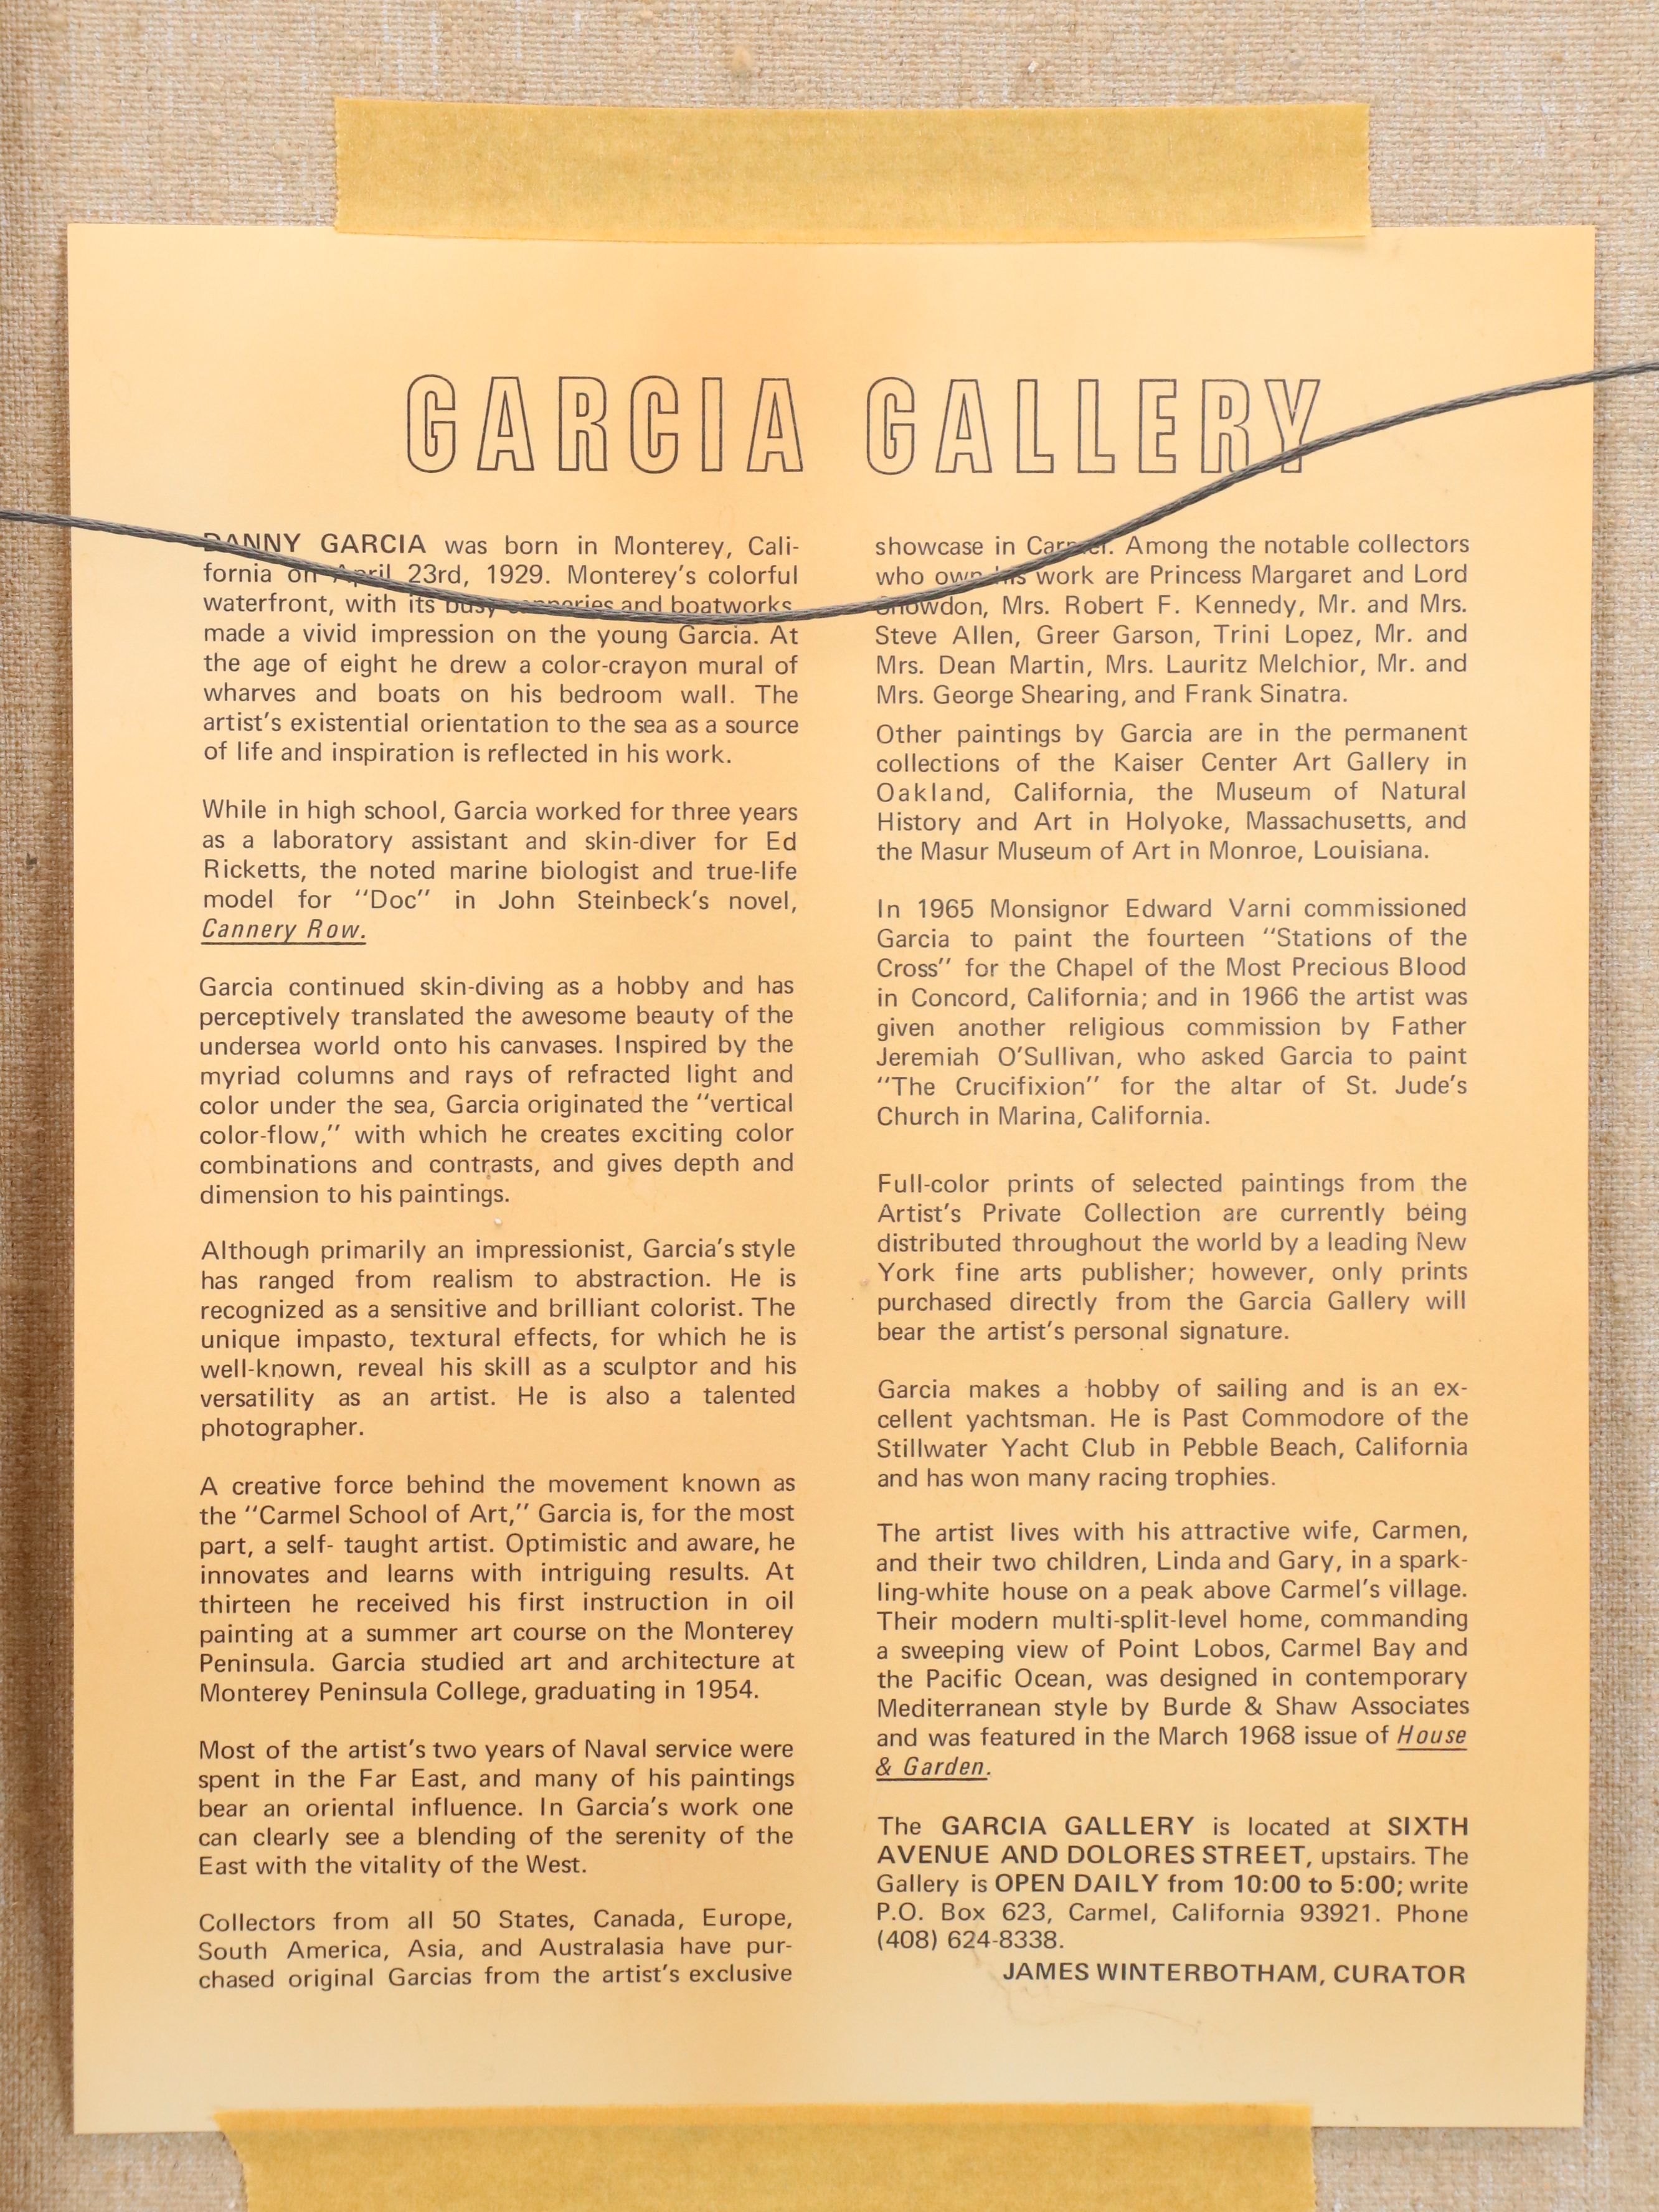 GARCIA GALLERY
DANNY GARCIA was born in Monterey, Cali-
fornia on April 23rd, 1929. Monterey's colorful
waterfront, with its busy canneries and boatworks
made a vivid impression on the young Garcia. At
the age of eight he drew a color-crayon mural of
wharves and boats on his bedroom wall. The
artist's existential orientation to the sea as a source
of life and inspiration is reflected in his work.
While in high school, Garcia worked for three years
as a laboratory assistant and skin-diver for Ed
Ricketts, the noted marine biologist and true-life
model for "Doc" in John Steinbeck's novel,
Cannery Row.
Garcia continued skin-diving as a hobby and has
perceptively translated the awesome beauty of the
undersea world onto his canvases. Inspired by the
myriad columns and rays of refracted light and
color under the sea, Garcia originated the "vertical
color-flow," with which he creates exciting color
combinations and contrasts, and gives depth and
dimension to his paintings.
Although primarily an impressionist, Garcia's style
has ranged from realism to abstraction. He is
recognized as a sensitive and brilliant colorist. The
unique impasto, textural effects, for which he is
well-known, reveal his skill as a sculptor and his
versatility as an artist. He is also a talented
photographer.
A creative force behind the movement known as
the "Carmel School of Art," Garcia is, for the most
part, a self- taught artist. Optimistic and aware, he
innovates and learns with intriguing results. At
thirteen he received his first instruction in oil
painting at a summer art course on the Monterey
Peninsula. Garcia studied art and architecture at
Monterey Peninsula College, graduating in 1954.
Most of the artist's two years of Naval service were
spent in the Far East, and many of his paintings
bear an oriental influence. In Garcia's work one
can clearly see a blending of the serenity of the
East with the vitality of the West.
Collectors from all 50 States, Canada, Europe,
South America, Asia, and Australasia have pur-
chased original Garcias from the artist's exclusive
showcase in Carmel. Among the notable collectors
who own his work are Princess Margaret and Lord
Snowdon, Mrs. Robert F. Kennedy, Mr. and Mrs.
Steve Allen, Greer Garson, Trini Lopez, Mr. and
Mrs. Dean Martin, Mrs. Lauritz Melchior, Mr. and
Mrs. George Shearing, and Frank Sinatra.
Other paintings by Garcia are in the permanent
collections of the Kaiser Center Art Gallery in
Oakland, California, the Museum of Natural
History and Art in Holyoke, Massachusetts, and
the Masur Museum of Art in Monroe, Louisiana.
In 1965 Monsignor Edward Varni commissioned
Garcia to paint the fourteen "Stations of the
Cross" for the Chapel of the Most Precious Blood
in Concord, California; and in 1966 the artist was
given another religious commission by Father
Jeremiah O'Sullivan, who asked Garcia to paint
"The Crucifixion" for the altar of St. Jude's
Church in Marina, California.
Full-color prints of selected paintings from the
Artist's Private Collection are currently being
distributed throughout the world by a leading New
York fine arts publisher; however, only prints
purchased directly from the Garcia Gallery will
bear the artist's personal signature.
Garcia makes a hobby of sailing and is an ex-
cellent yachtsman. He is Past Commodore of the
Stillwater Yacht Club in Pebble Beach, California
and has won many racing trophies.
The artist lives with his attractive wife, Carmen,
and their two children, Linda and Gary, in a spark-
ling-white house on a peak above Carmel's village.
Their modern multi-split-level home, commanding
a sweeping view of Point Lobos, Carmel Bay and
the Pacific Ocean, was designed in contemporary
Mediterranean style by Burde & Shaw Associates
and was featured in the March 1968 issue of House
& Garden.
The GARCIA GALLERY is located at SIXTH
AVENUE AND DOLORES STREET, upstairs. The
Gallery is OPEN DAILY from 10:00 to 5:00; write
P.O. Box 623, Carmel, California 93921. Phone
(408) 624-8338.
JAMES WINTERBOTHAM, CURATOR